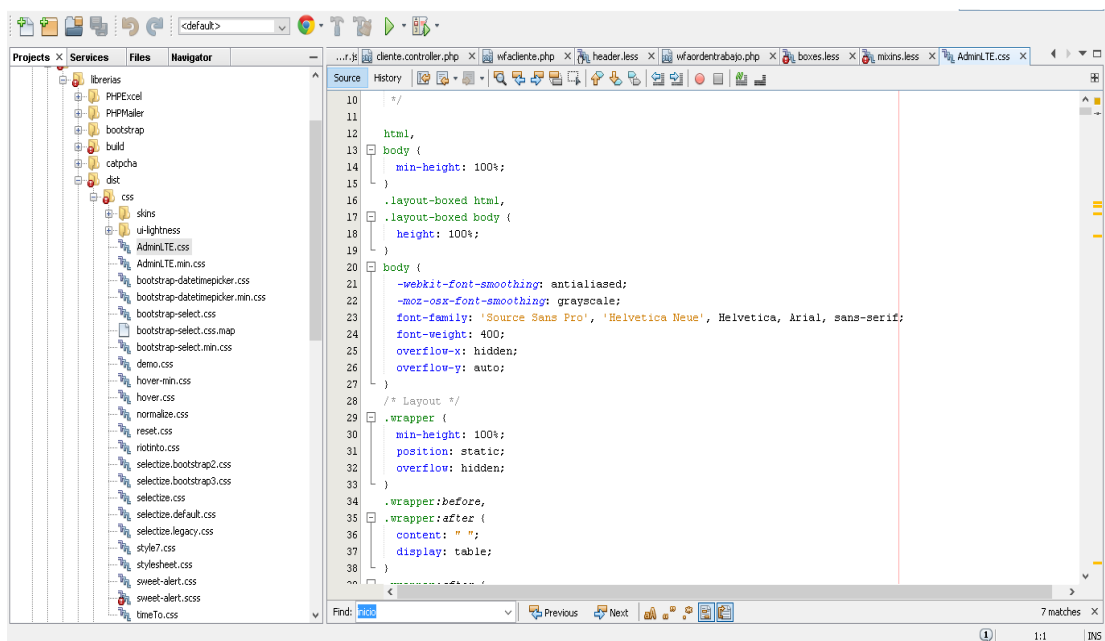 <default>
Projects × Services Files Navigator
...r.js cliente.controller.php × wfacliente.php × header.less × wfaordentrabajo.php × boxes.less × mixins.less × AdminLTE.css ×
Source History
librerias
PHPExcel
PHPMailer
bootstrap
build
catpcha
dist
css
skins
ui-lightness
AdminLTE.css
AdminLTE.min.css
bootstrap-datetimepicker.css
bootstrap-datetimepicker.min.css
bootstrap-select.css
bootstrap-select.css.map
bootstrap-select.min.css
demo.css
hover-min.css
hover.css
normalize.css
reset.css
riotinto.css
selectize.bootstrap2.css
selectize.bootstrap3.css
selectize.css
selectize.default.css
selectize.legacy.css
style7.css
stylesheet.css
sweet-alert.css
sweet-alert.scss
timeTo.css
10 */
11
12 html,
13 body {
14 min-height: 100%;
15 }
16 .layout-boxed html,
17 .layout-boxed body {
18 height: 100%;
19 }
20 body {
21 -webkit-font-smoothing: antialiased;
22 -moz-osx-font-smoothing: grayscale;
23 font-family: 'Source Sans Pro', 'Helvetica Neue', Helvetica, Arial, sans-serif;
24 font-weight: 400;
25 overflow-x: hidden;
26 overflow-y: auto;
27 }
28 /* Layout */
29 .wrapper {
30 min-height: 100%;
31 position: static;
32 overflow: hidden;
33 }
34 .wrapper:before,
35 .wrapper:after {
36 content: " ";
37 display: table;
38 }
Find: inicio Previous Next 7 matches ×
1 1:1 INS